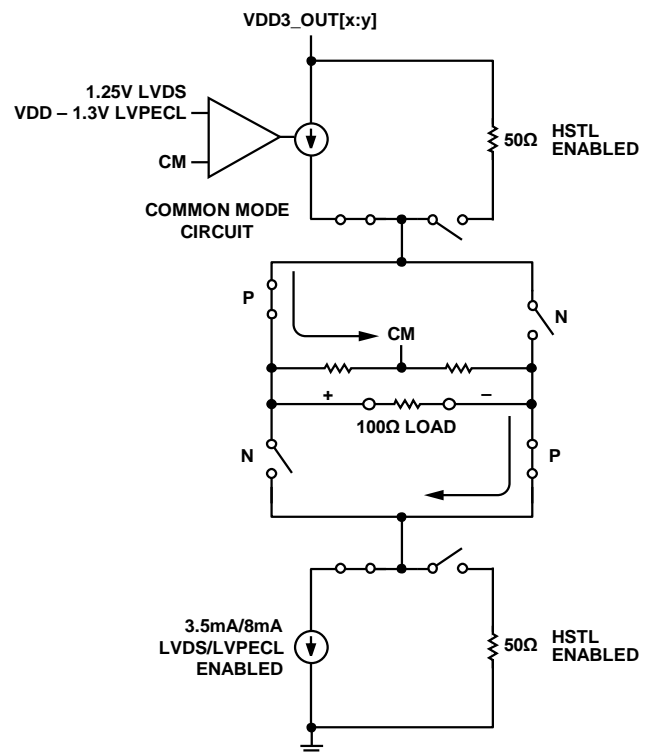 VDD3_OUT[x:y]
1.25V LVDS
VDD – 1.3V LVPECL
CM
COMMON MODE
CIRCUIT
50Ω
HSTL
ENABLED
P
N
CM
+
–
100Ω LOAD
N
P
3.5mA/8mA
LVDS/LVPECL
ENABLED
50Ω
HSTL
ENABLED